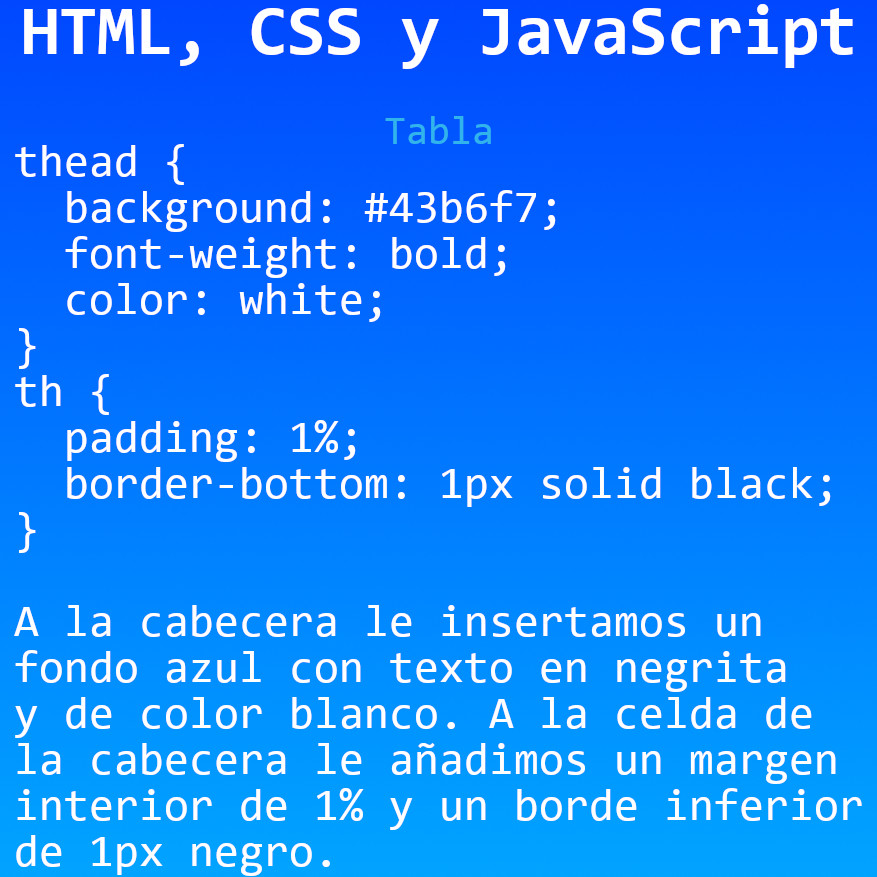 HTML, CSS y JavaScript
Tabla
thead {
  background: #43b6f7;
  font-weight: bold;
  color: white;
}
th {
  padding: 1%;
  border-bottom: 1px solid black;
}
A la cabecera le insertamos un
fondo azul con texto en negrita
y de color blanco. A la celda de
la cabecera le añadimos un margen
interior de 1% y un borde inferior
de 1px negro.